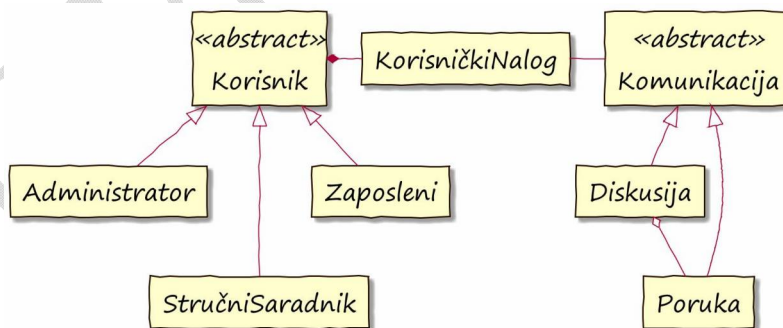 «abstract»
Korisnik
KorisničkiNalog
«abstract»
Komunikacija
Administrator
Zaposleni
Diskusija
StručniSaradnik
Poruka